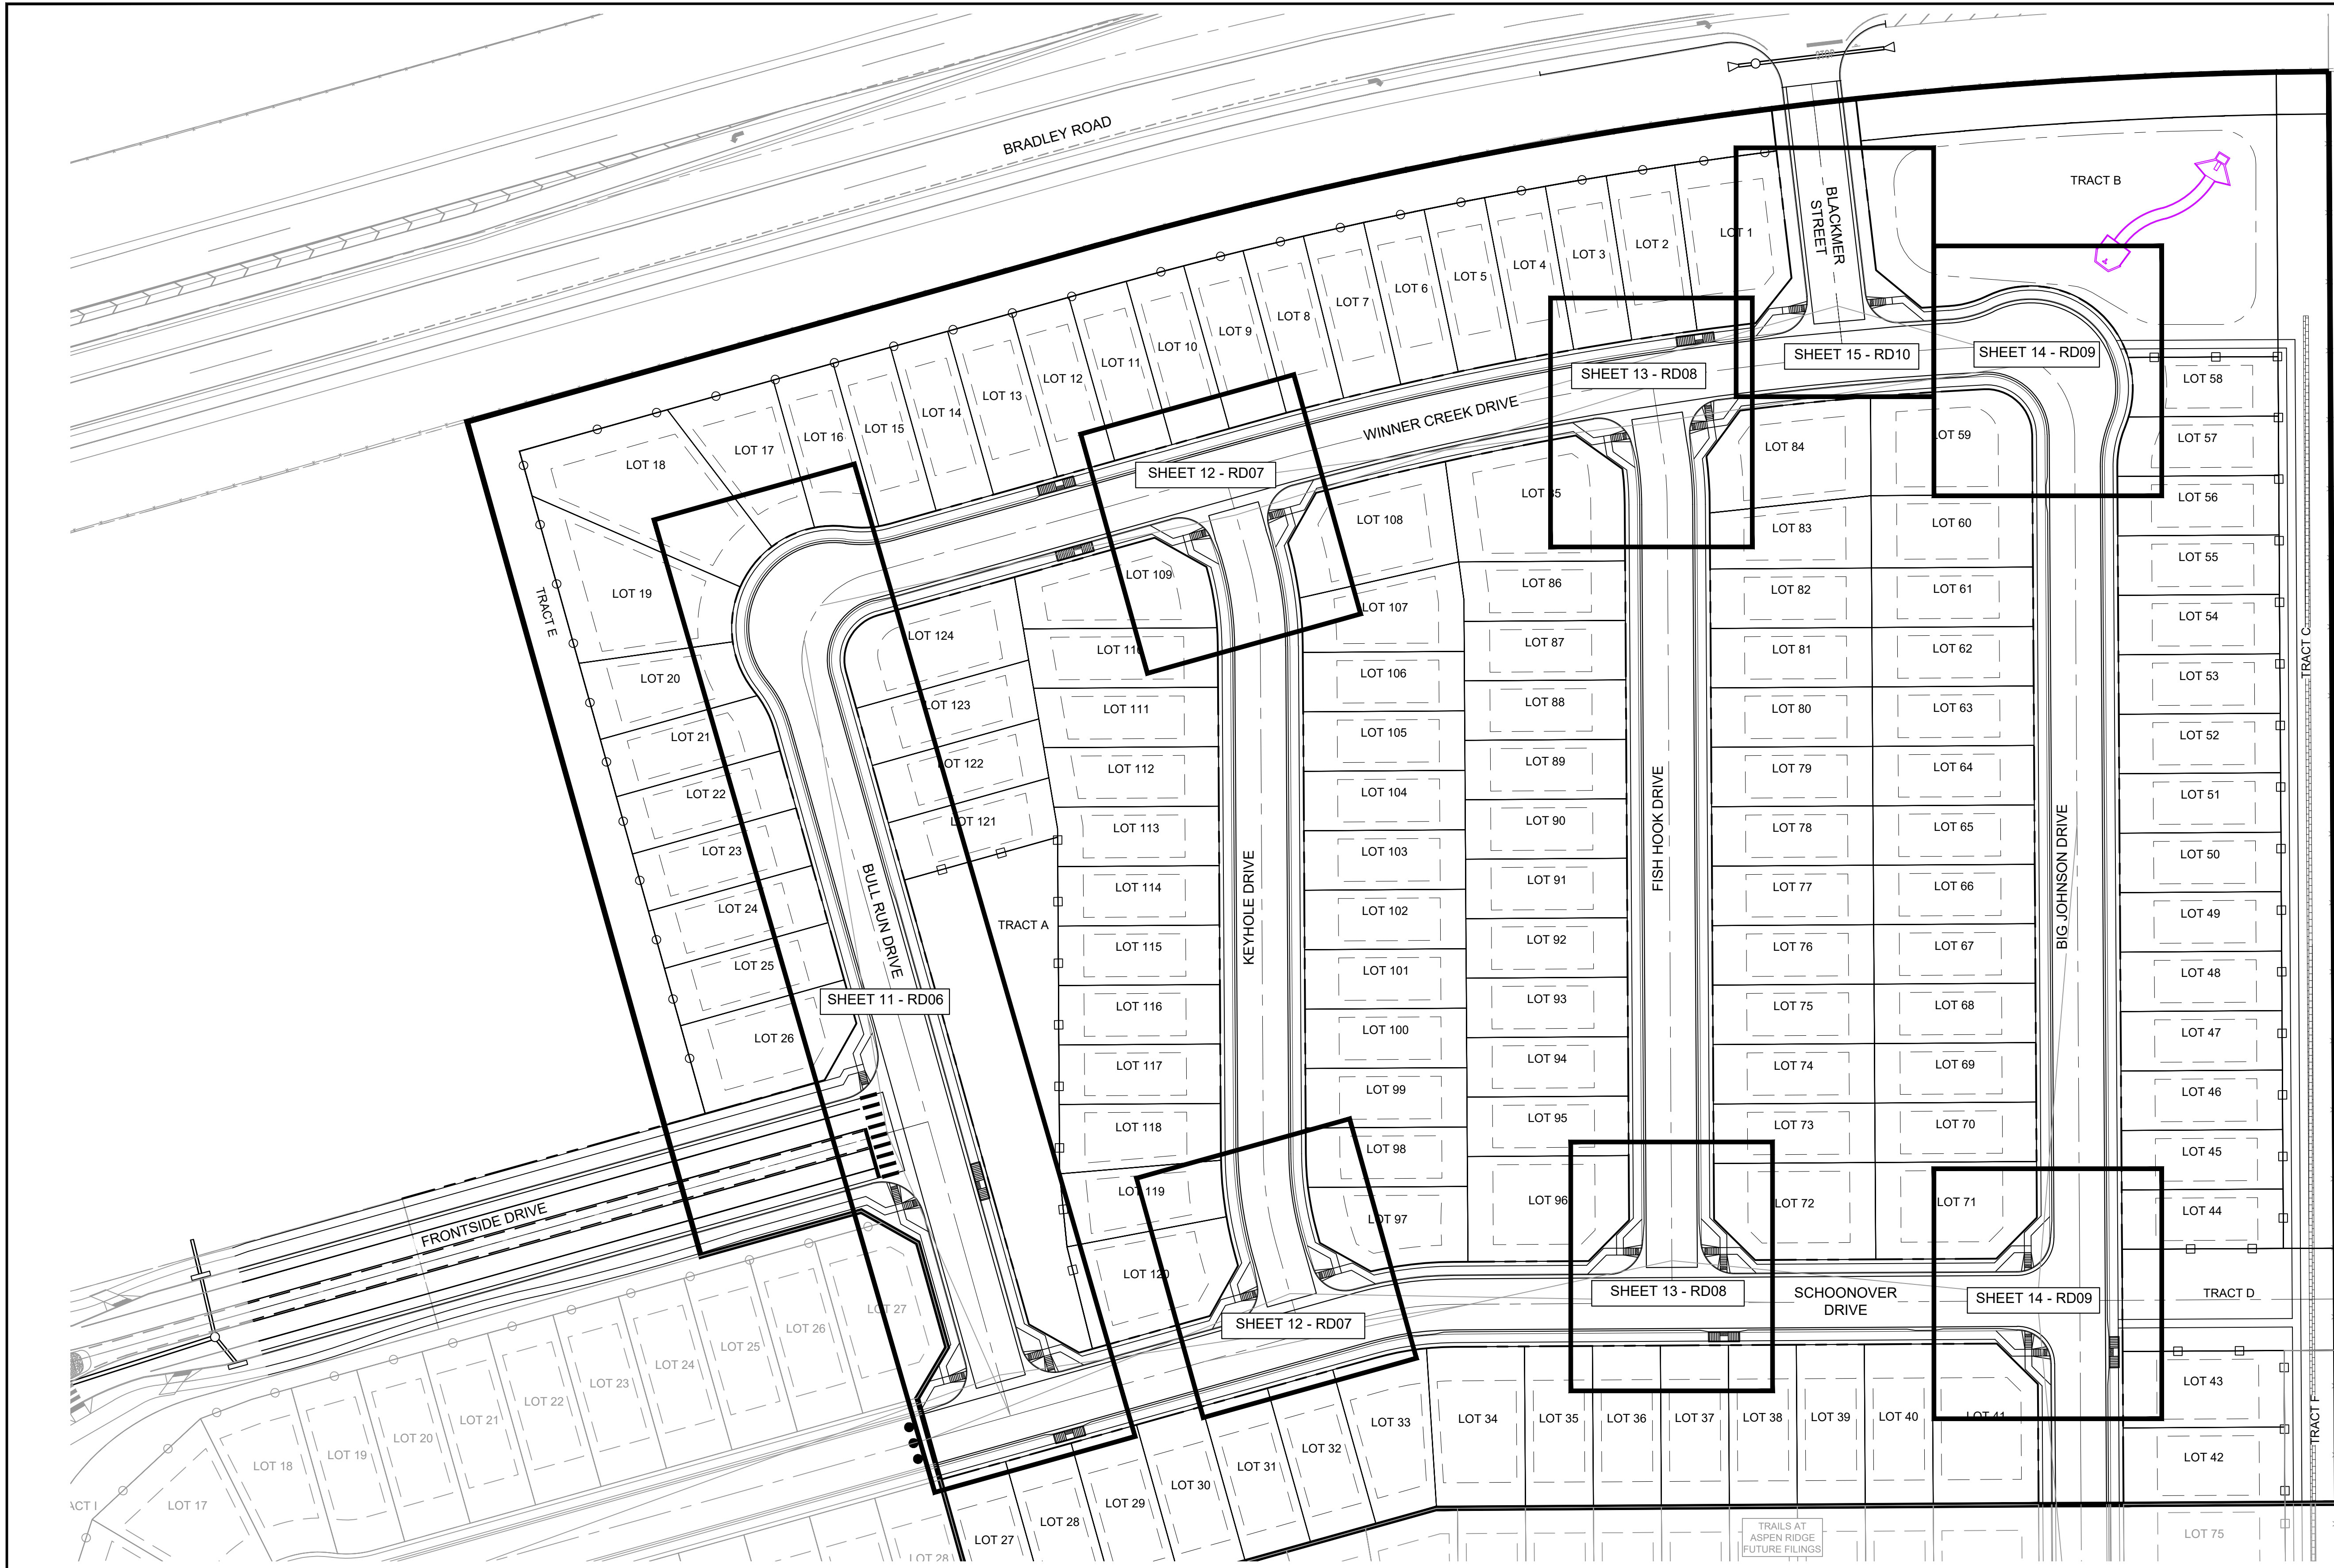 BRADLEY ROAD
STOP
BLACKMER
STREET
TRACT B
LOT 1
LOT 2
LOT 3
LOT 4
LOT 5
LOT 6
LOT 7
LOT 8
LOT 9
LOT 10
LOT 11
LOT 12
LOT 13
LOT 14
LOT 15
LOT 16
LOT 17
LOT 18
LOT 19
LOT 20
LOT 21
LOT 22
LOT 23
LOT 24
LOT 25
LOT 26
TRACT E
SHEET 15 - RD10
SHEET 14 - RD09
SHEET 13 - RD08
SHEET 12 - RD07
WINNER CREEK DRIVE
LOT 58
LOT 57
LOT 56
LOT 55
LOT 54
LOT 53
LOT 52
LOT 51
LOT 50
LOT 49
LOT 48
LOT 47
LOT 46
LOT 45
LOT 44
TRACT C
LOT 84
LOT 83
LOT 82
LOT 81
LOT 80
LOT 79
LOT 78
LOT 77
LOT 76
LOT 75
LOT 74
LOT 73
LOT 72
LOT 59
LOT 60
LOT 61
LOT 62
LOT 63
LOT 64
LOT 65
LOT 66
LOT 67
LOT 68
LOT 69
LOT 70
LOT 71
BIG JOHNSON DRIVE
FISH HOOK DRIVE
LOT 85
LOT 86
LOT 87
LOT 88
LOT 89
LOT 90
LOT 91
LOT 92
LOT 93
LOT 94
LOT 95
LOT 96
LOT 108
LOT 107
LOT 106
LOT 105
LOT 104
LOT 103
LOT 102
LOT 101
LOT 100
LOT 99
LOT 98
LOT 97
KEYHOLE DRIVE
LOT 109
LOT 110
LOT 111
LOT 112
LOT 113
LOT 114
LOT 115
LOT 116
LOT 117
LOT 118
LOT 119
LOT 120
LOT 124
LOT 123
LOT 122
LOT 121
TRACT A
BULL RUN DRIVE
SHEET 11 - RD06
FRONTSIDE DRIVE
SHEET 12 - RD07
SHEET 13 - RD08
SCHOONOVER
DRIVE
SHEET 14 - RD09
TRACT D
TRACT F
LOT 43
LOT 42
LOT 41
LOT 40
LOT 39
LOT 38
LOT 37
LOT 36
LOT 35
LOT 34
LOT 33
LOT 32
LOT 31
LOT 30
LOT 29
LOT 28
LOT 27
LOT 27
LOT 26
LOT 25
LOT 24
LOT 23
LOT 22
LOT 21
LOT 20
LOT 19
LOT 18
LOT 17
LOT 28
LOT 75
TRAILS AT
ASPEN RIDGE
FUTURE FILINGS